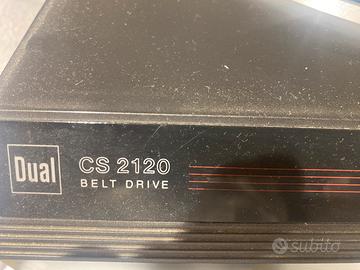 Dual
CS 2120
BELT DRIVE
subito